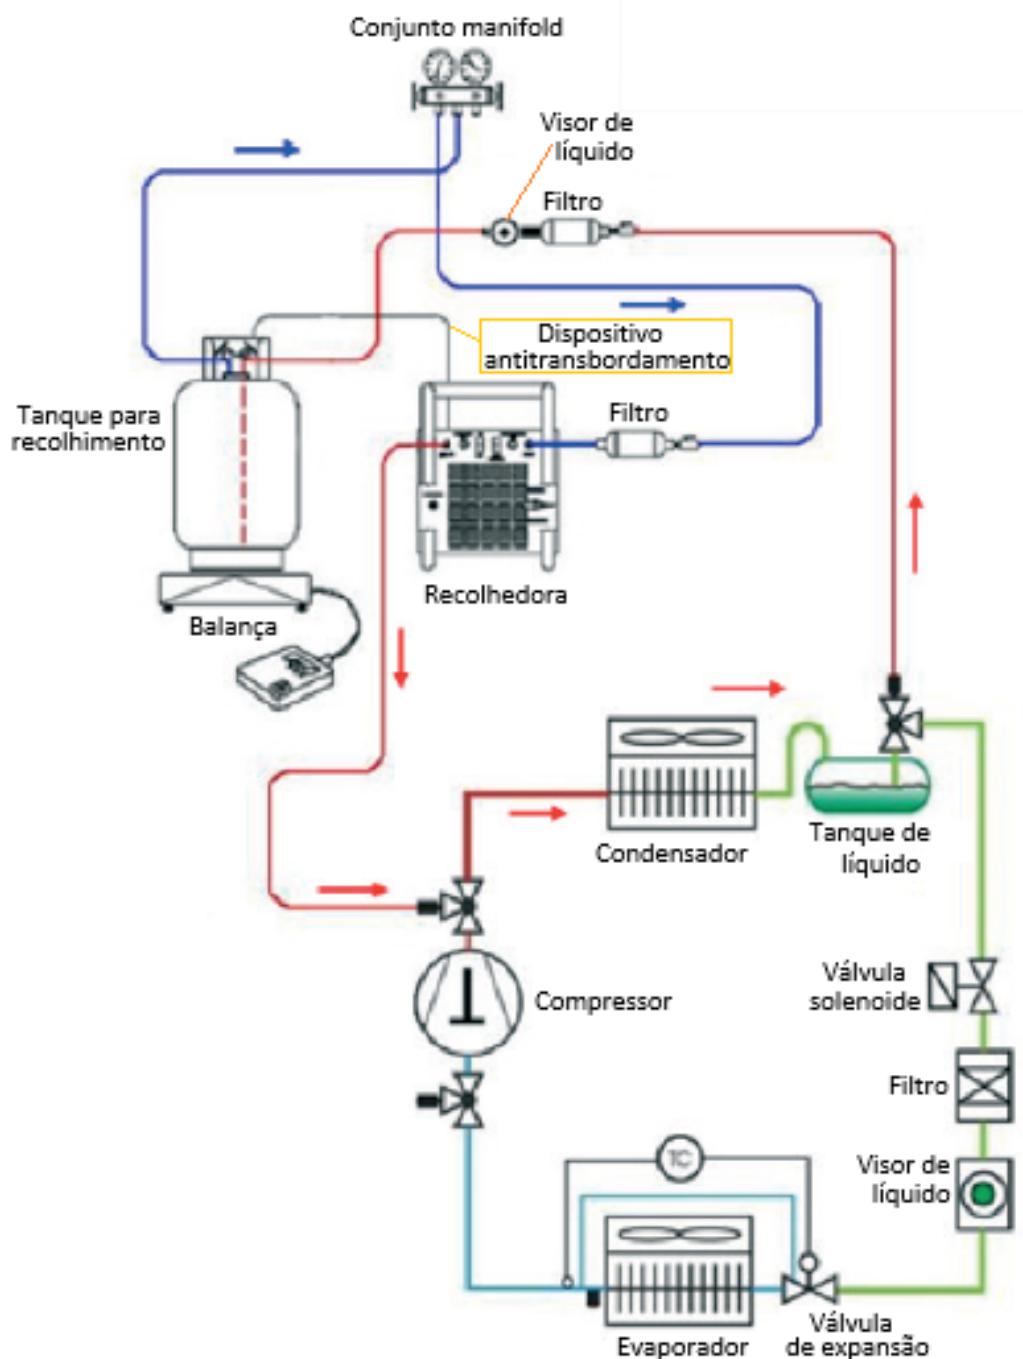 Conjunto manifold
Visor de
líquido
Filtro
Dispositivo
antitransbordamento
Tanque para
recolhimento
Filtro
Recolhedora
Balança
Condensador
Tanque de
líquido
Compressor
Válvula
solenoide
Filtro
TC
Visor de
líquido
Evaporador
Válvula
de expansão